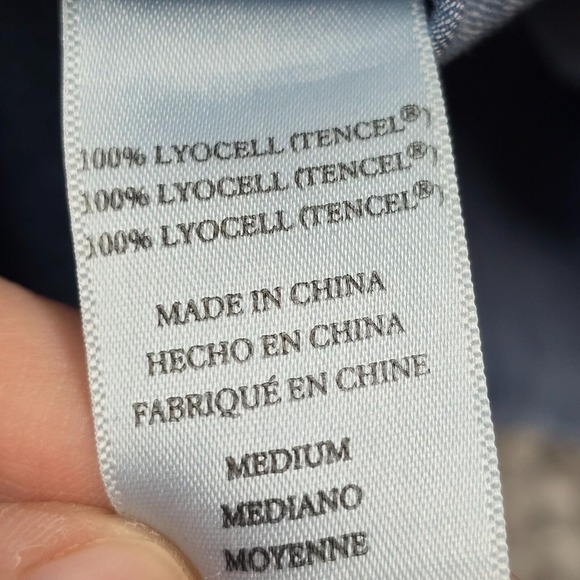 100% LYOCELL (TENCEL®)
100% LYOCELL (TENCEL®)
100% LYOCELL (TENCEL®)
MADE IN CHINA
HECHO EN CHINA
FABRIQUÉ EN CHINE
MEDIUM
MEDIANO
MOYENNE